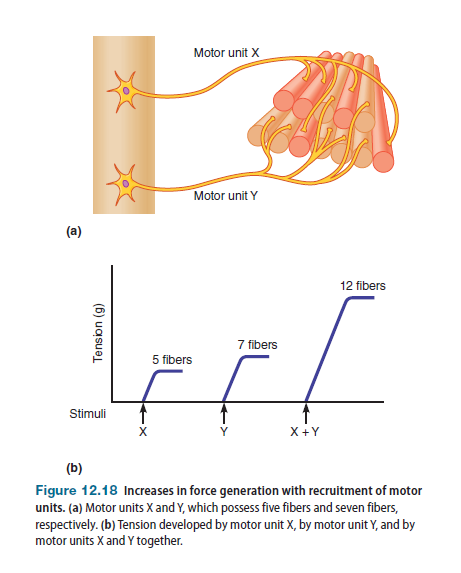 Motor unit X
Motor unit Y
(a)
12 fibers
7 fibers
5 fibers
Tension (g)
Stimuli
X
Y
X + Y
(b)
Figure 12.18 Increases in force generation with recruitment of motor
units. (a) Motor units X and Y, which possess five fibers and seven fibers,
respectively. (b) Tension developed by motor unit X, by motor unit Y, and by
motor units X and Y together.